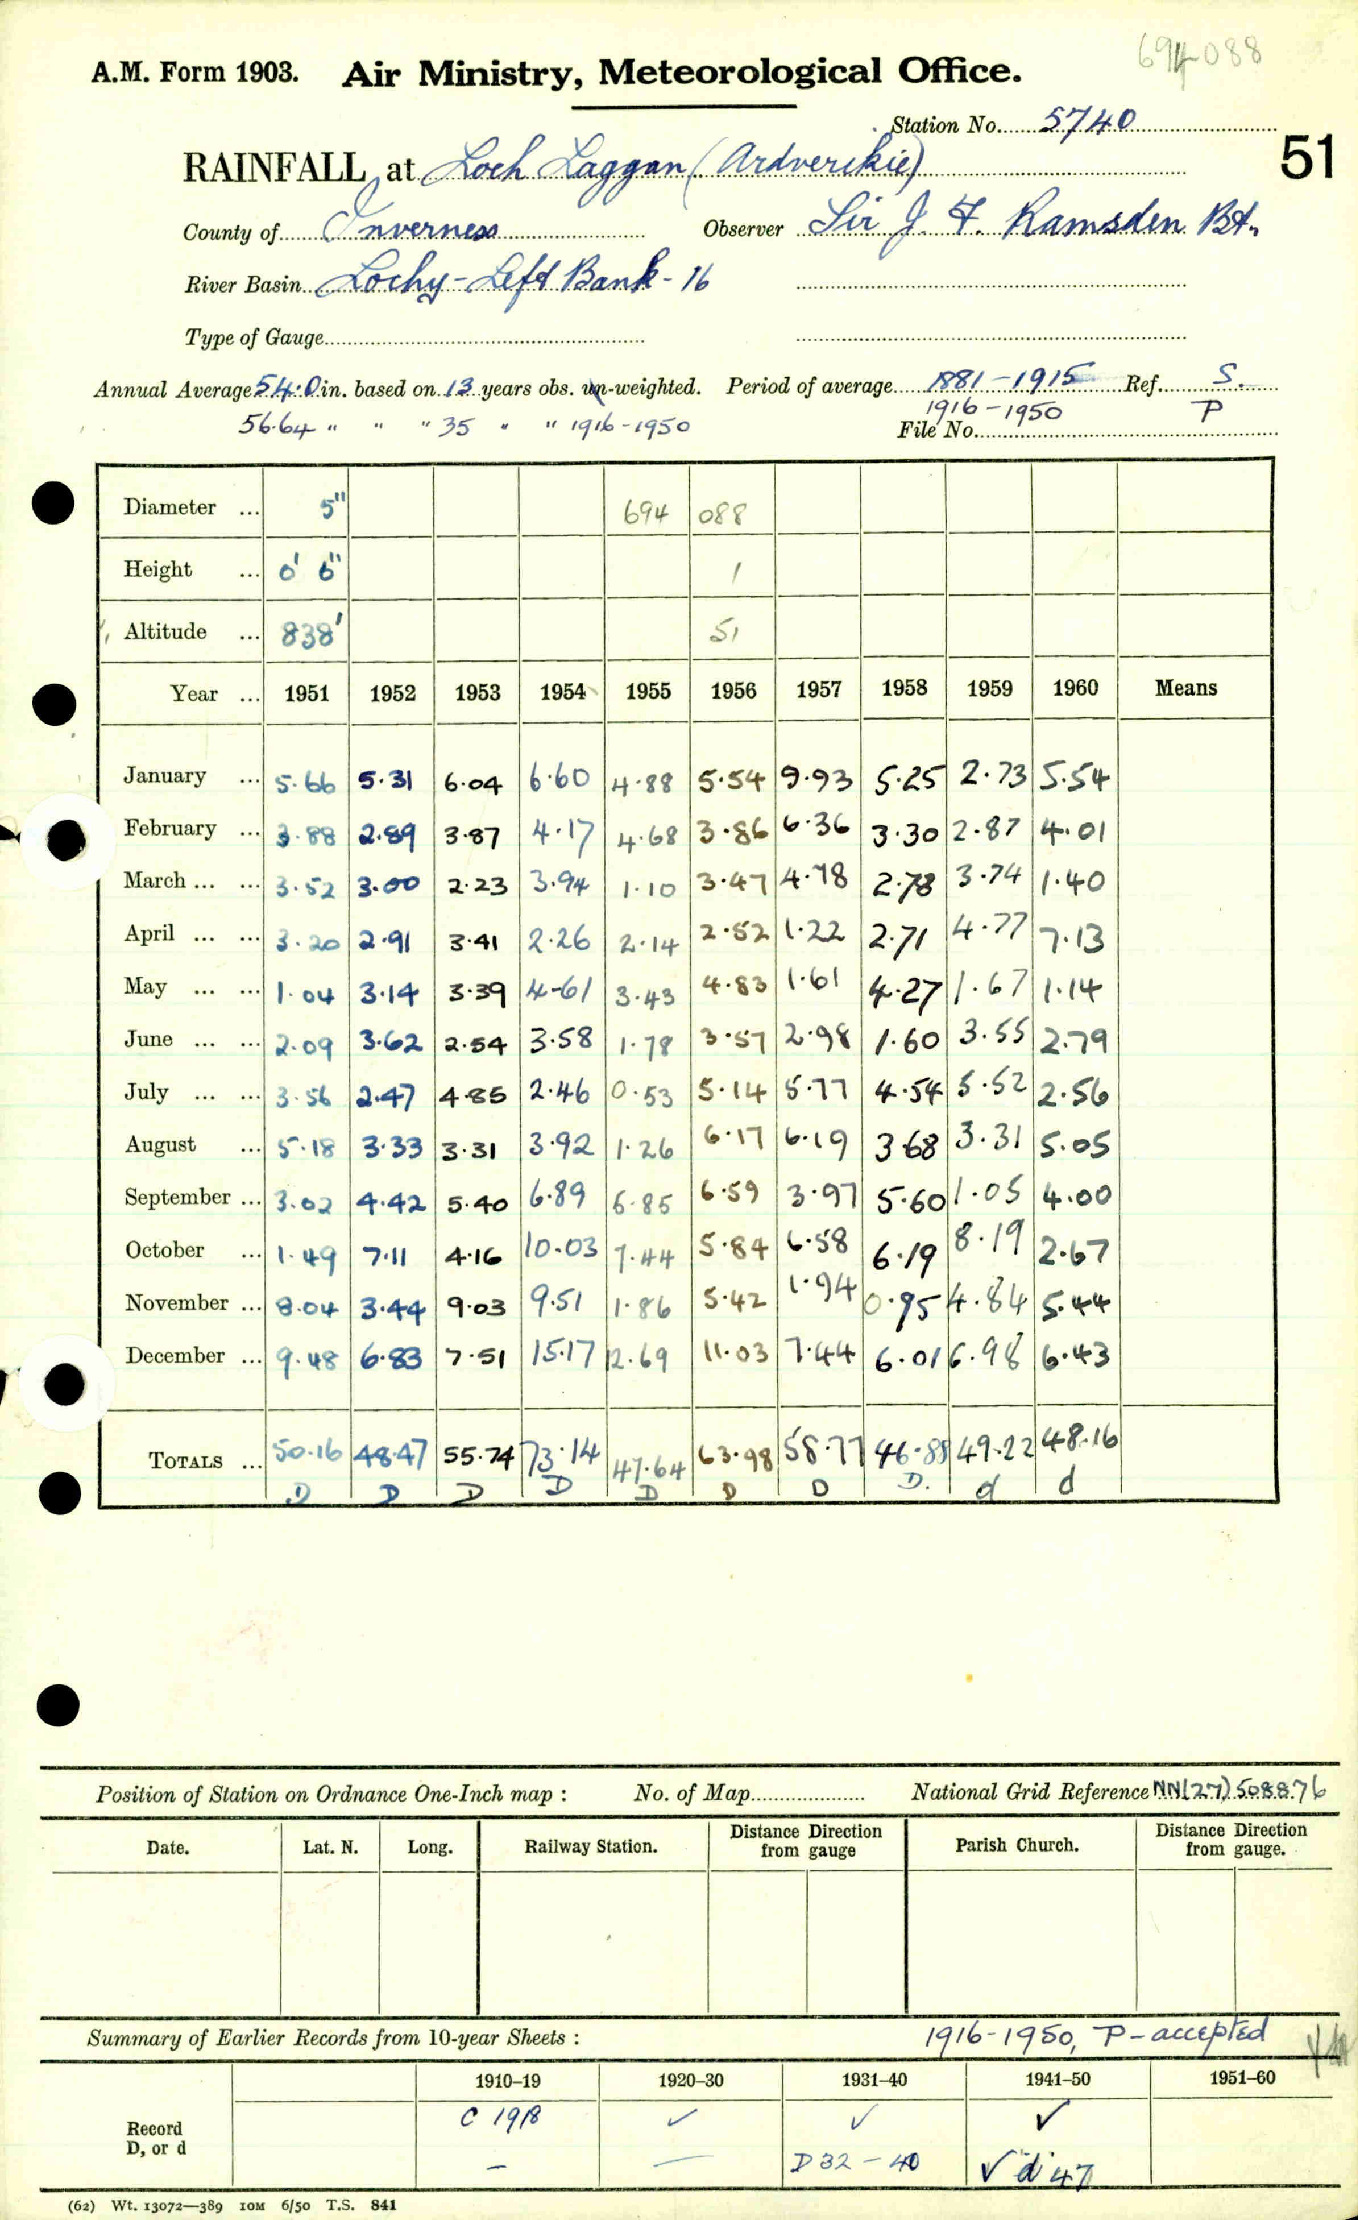 694088
A.M. Form 1903. Air Ministry, Meteorological Office.
Station No. 5740
51
RAINFALL at Loch Laggan (Ardverikie)
County of Inverness Observer Sir J. F. Ramsden Bt.
River Basin Lochy - Left Bank - 16
Type of Gauge
Annual Average 54.0 in. based on 13 years obs. un-weighted. Period of average 1881-1915 Ref. S.
56.64 " " " 35 " " 1916-1950 1916-1950 P
File No.
Diameter ... 5" 694 088
Height ... 0' 6" 1
Altitude ... 838' 51
Year ... 1951 1952 1953 1954 1955 1956 1957 1958 1959 1960 Means
January ... 5.66 5.31 6.04 6.60 4.88 5.54 9.93 5.25 2.73 5.54
February ... 3.88 2.89 3.87 4.17 4.68 3.86 6.36 3.30 2.87 4.01
March ... ... 3.52 3.00 2.23 3.94 1.10 3.47 4.78 2.78 3.74 1.40
April ... ... 3.20 2.91 3.41 2.26 2.14 2.52 1.22 2.71 4.77 7.13
May ... ... 1.04 3.14 3.39 4.61 3.43 4.83 1.61 4.27 1.67 1.14
June ... ... 2.09 3.62 2.54 3.58 1.78 3.57 2.98 1.60 3.55 2.79
July ... ... 3.56 2.47 4.85 2.46 0.53 5.14 5.77 4.54 5.52 2.56
August ... 5.18 3.33 3.31 3.92 1.26 6.17 6.19 3.68 3.31 5.05
September ... 3.02 4.42 5.40 6.89 5.85 6.59 3.97 5.60 1.05 4.00
October ... 1.49 7.11 4.16 10.03 7.44 5.84 6.58 6.19 8.19 2.67
November ... 8.04 3.44 9.03 9.51 1.86 5.42 1.94 0.95 4.84 5.44
December ... 9.48 6.83 7.51 15.17 12.69 11.03 7.44 6.01 6.98 6.43
TOTALS ... 50.16 48.47 55.74 73.14 47.64 63.98 58.77 46.88 49.22 48.16
D D D D D D D D. d d
Position of Station on Ordnance One-Inch map : No. of Map National Grid Reference NN(27)508876
Date. Lat. N. Long. Railway Station. Distance Direction from gauge Parish Church. Distance Direction from gauge.
Summary of Earlier Records from 10-year Sheets : 1916-1950, P-accepted
1910–19 1920–30 1931–40 1941–50 1951–60
Record C 1918 ✓ ✓ ✓
D, or d – — D32-40 ✓ 'd' 47
(62) Wt. 13072—389 10M 6/50 T.S. 841